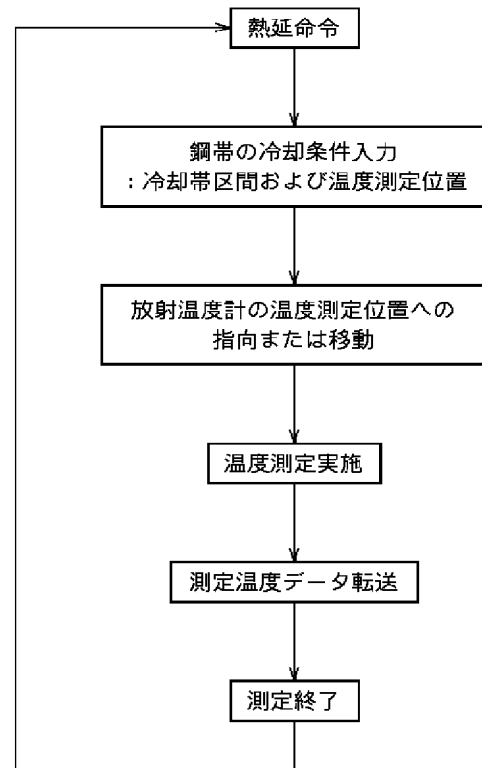 熱延命令
鋼帯の冷却条件入力
：冷却帯区間および温度測定位置
放射温度計の温度測定位置への
指向または移動
温度測定実施
測定温度データ転送
測定終了